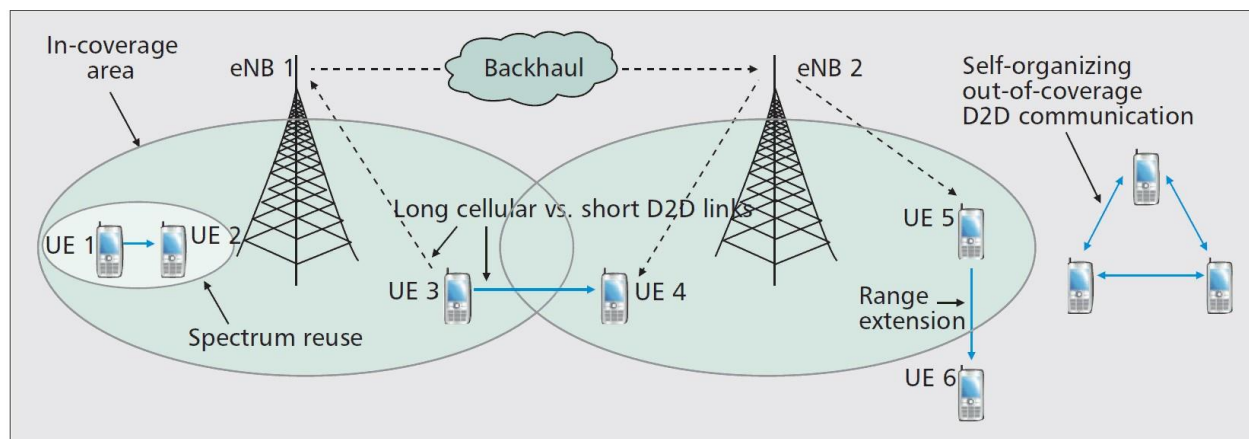 In-coverage
area
eNB 1
Backhaul
eNB 2
Self-organizing
out-of-coverage
D2D communication
Long cellular vs. short D2D links
UE 1
UE 2
UE 3
UE 4
UE 5
Range
extension
Spectrum reuse
UE 6